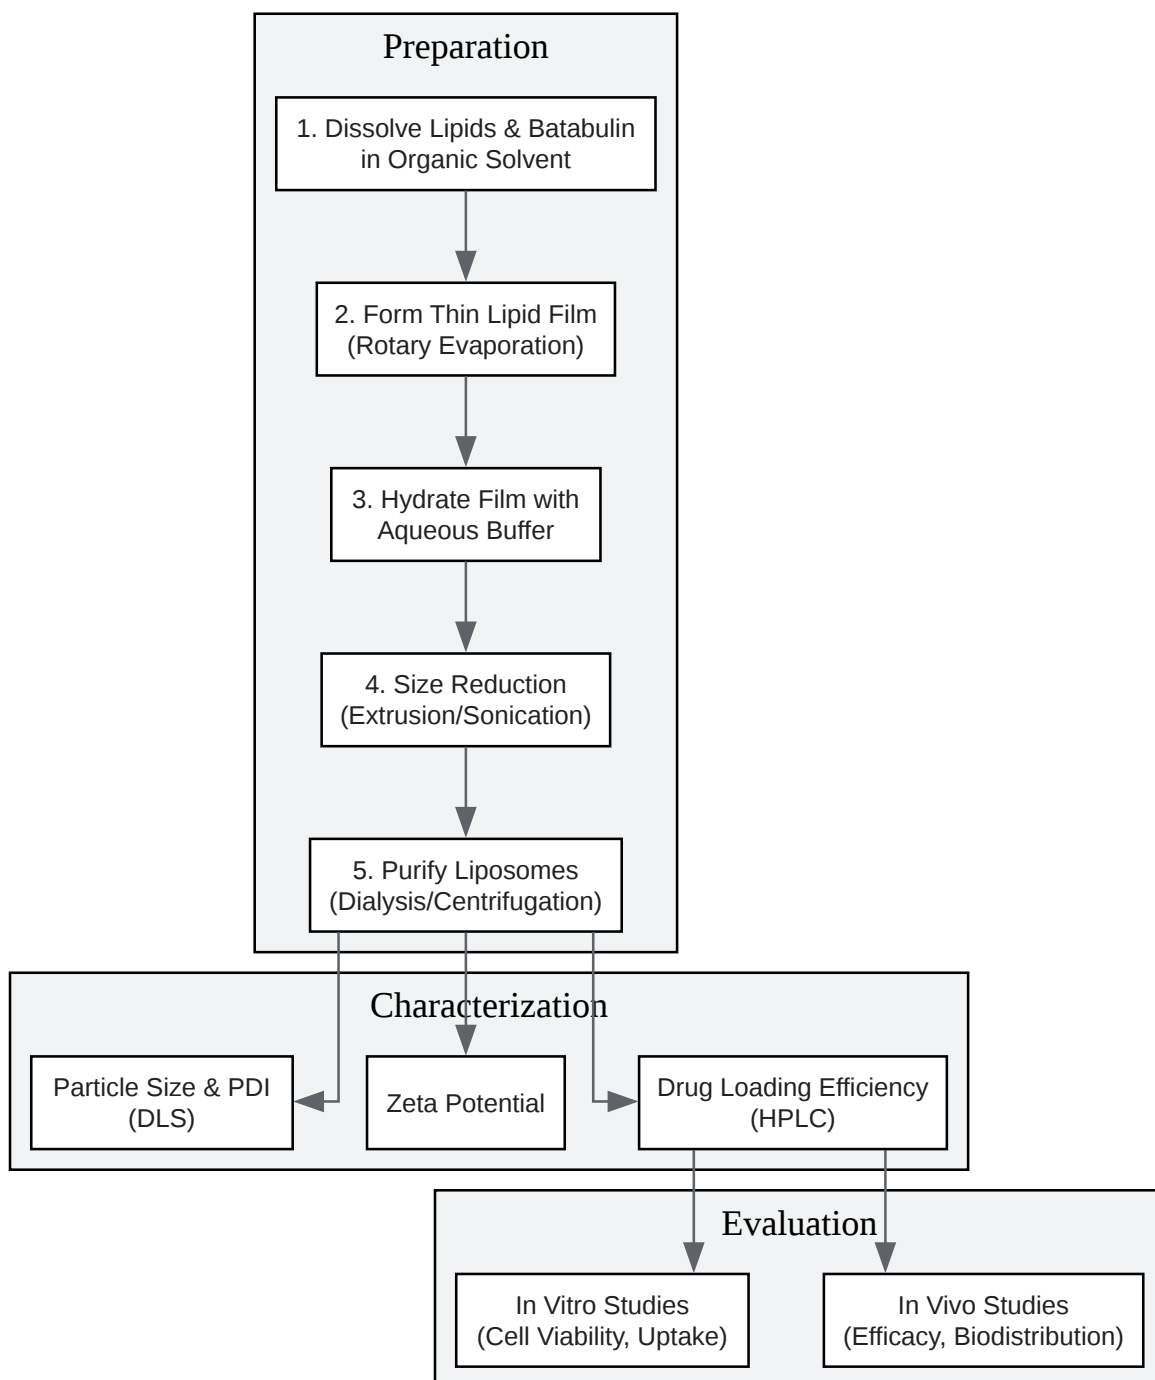 Preparation
1. Dissolve Lipids & Batabulin
in Organic Solvent
2. Form Thin Lipid Film
(Rotary Evaporation)
3. Hydrate Film with
Aqueous Buffer
4. Size Reduction
(Extrusion/Sonication)
5. Purify Liposomes
(Dialysis/Centrifugation)
Characterization
Particle Size & PDI
(DLS)
Zeta Potential
Drug Loading Efficiency
(HPLC)
Evaluation
In Vitro Studies
(Cell Viability, Uptake)
In Vivo Studies
(Efficacy, Biodistribution)